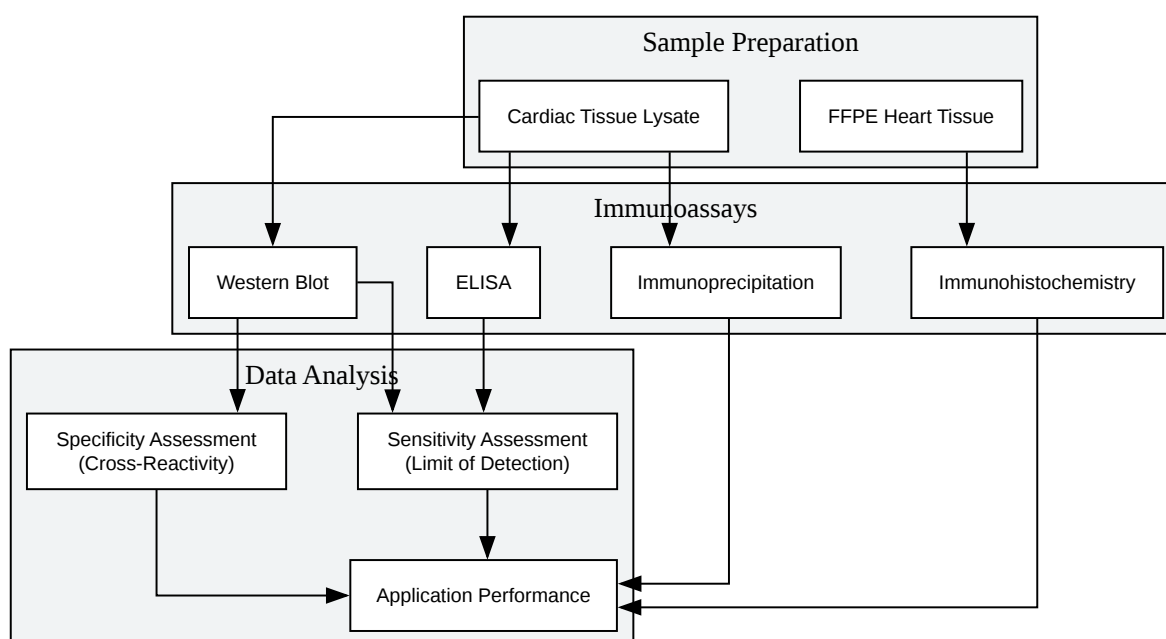 Sample Preparation
Cardiac Tissue Lysate
FFPE Heart Tissue
Immunoassays
Western Blot
ELISA
Immunoprecipitation
Immunohistochemistry
Data Analysis
Specificity Assessment
(Cross-Reactivity)
Sensitivity Assessment
(Limit of Detection)
Application Performance